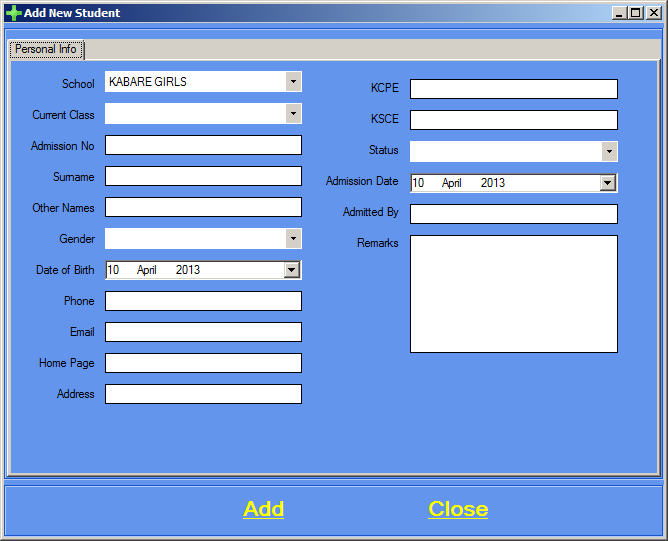 Add New Student
Personal Info
School KABARE GIRLS
Current Class
Admission No
Surname
Other Names
Gender
Date of Birth 10 April 2013
Phone
Email
Home Page
Address
KCPE
KSCE
Status
Admission Date 10 April 2013
Admitted By
Remarks
Add Close